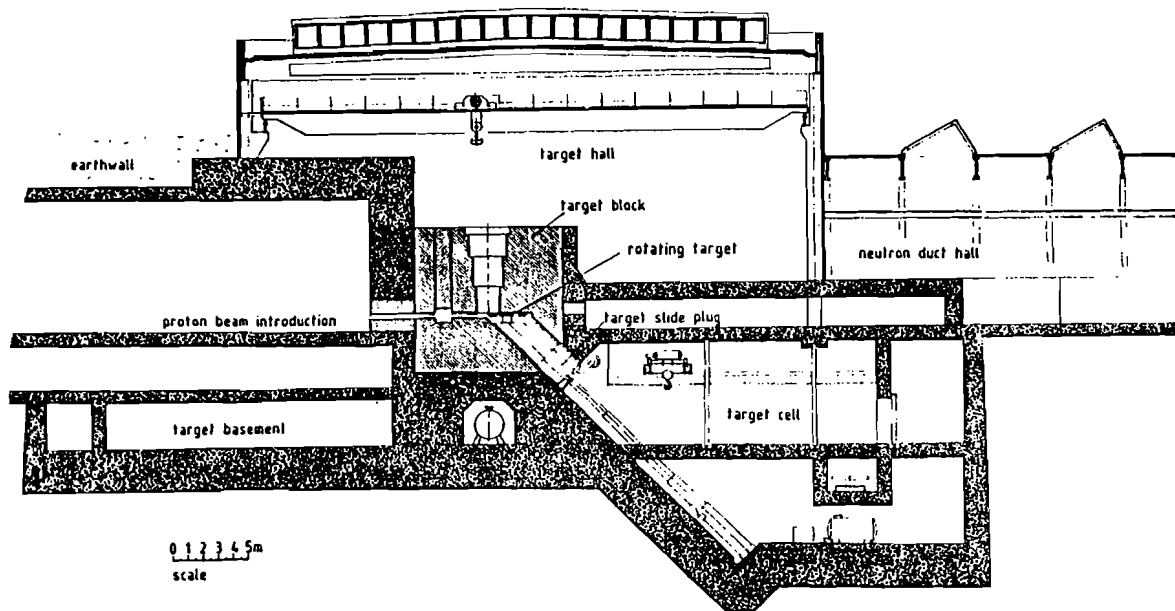 earthwall
target hall
target block
rotating target
neutron duct hall
proton beam introduction
target slide plug
target cell
target basement
0 1 2 3 4 5m
scale